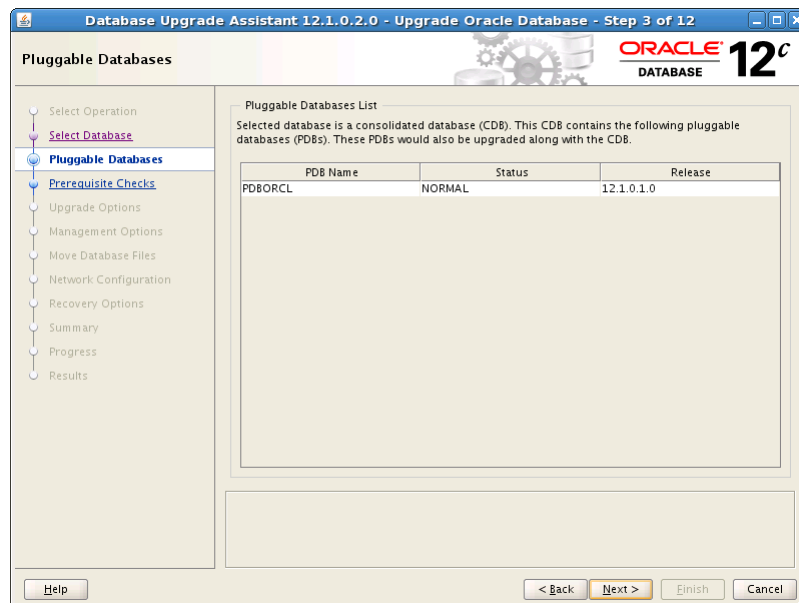 Database Upgrade Assistant 12.1.0.2.0 - Upgrade Oracle Database - Step 3 of 12
Pluggable Databases
ORACLE
DATABASE
12c
Select Operation
Select Database
Pluggable Databases
Prerequisite Checks
Upgrade Options
Management Options
Move Database Files
Network Configuration
Recovery Options
Summary
Progress
Results
Pluggable Databases List
Selected database is a consolidated database (CDB). This CDB contains the following pluggable
databases (PDBs). These PDBs would also be upgraded along with the CDB.
PDB Name Status Release
PDBORCL NORMAL 12.1.0.1.0
Help < Back Next > Finish Cancel